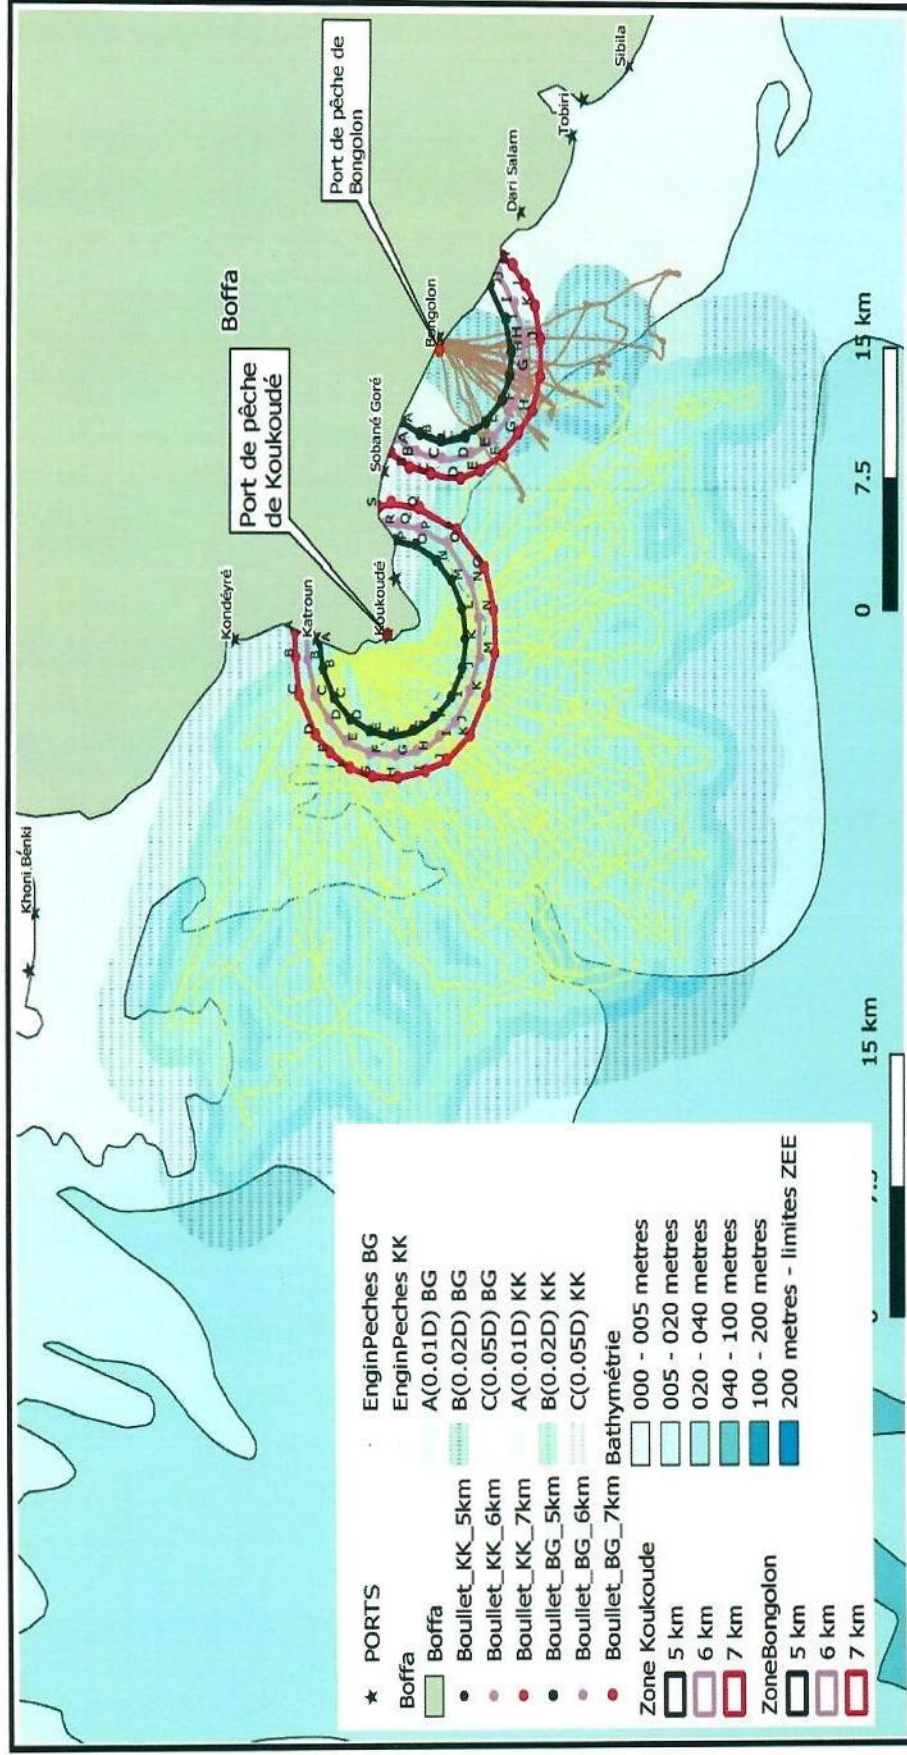 Port de pêche de
Bongolon
Port de pêche
de Koukoudé
Boffa
Khoni Bénki
Kondéyré
Katroun
Koukoudé
Sobané Goré
Bongolon
Dari Salam
Tobiri
Sibila
PORTS
Boffa
Boffa
Boullet_KK_5km
Boullet_KK_6km
Boullet_KK_7km
Boullet_BG_5km
Boullet_BG_6km
Boullet_BG_7km
Zone Koukoude
5 km
6 km
7 km
ZoneBongolon
5 km
6 km
7 km
EnginPeches BG
EnginPeches KK
A(0.01D) BG
B(0.02D) BG
C(0.05D) BG
A(0.01D) KK
B(0.02D) KK
C(0.05D) KK
Bathymétrie
000 - 005 metres
005 - 020 metres
020 - 040 metres
040 - 100 metres
100 - 200 metres
200 metres - limites ZEE
15 km
0 7.5 15 km